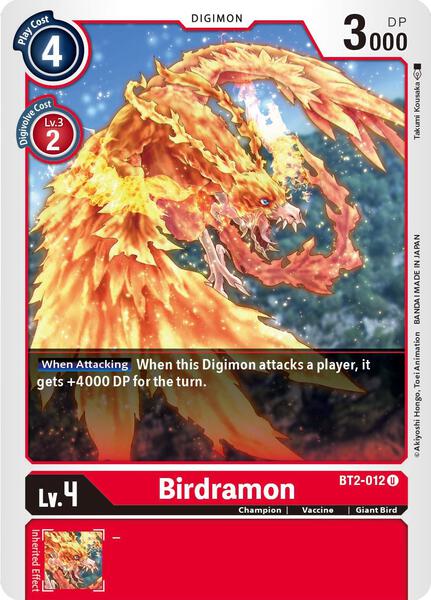 Play Cost
4
DIGIMON
DP
3000
Digivolve Cost
Lv.3
2
Takumi Kousaka
©Akiyoshi Hongo, Toei Animation BANDAI MADE IN JAPAN
When Attacking When this Digimon attacks a player, it
gets +4000 DP for the turn.
BT2-012 U
Lv.4
Birdramon
Champion | Vaccine | Giant Bird
Inherited Effect
–